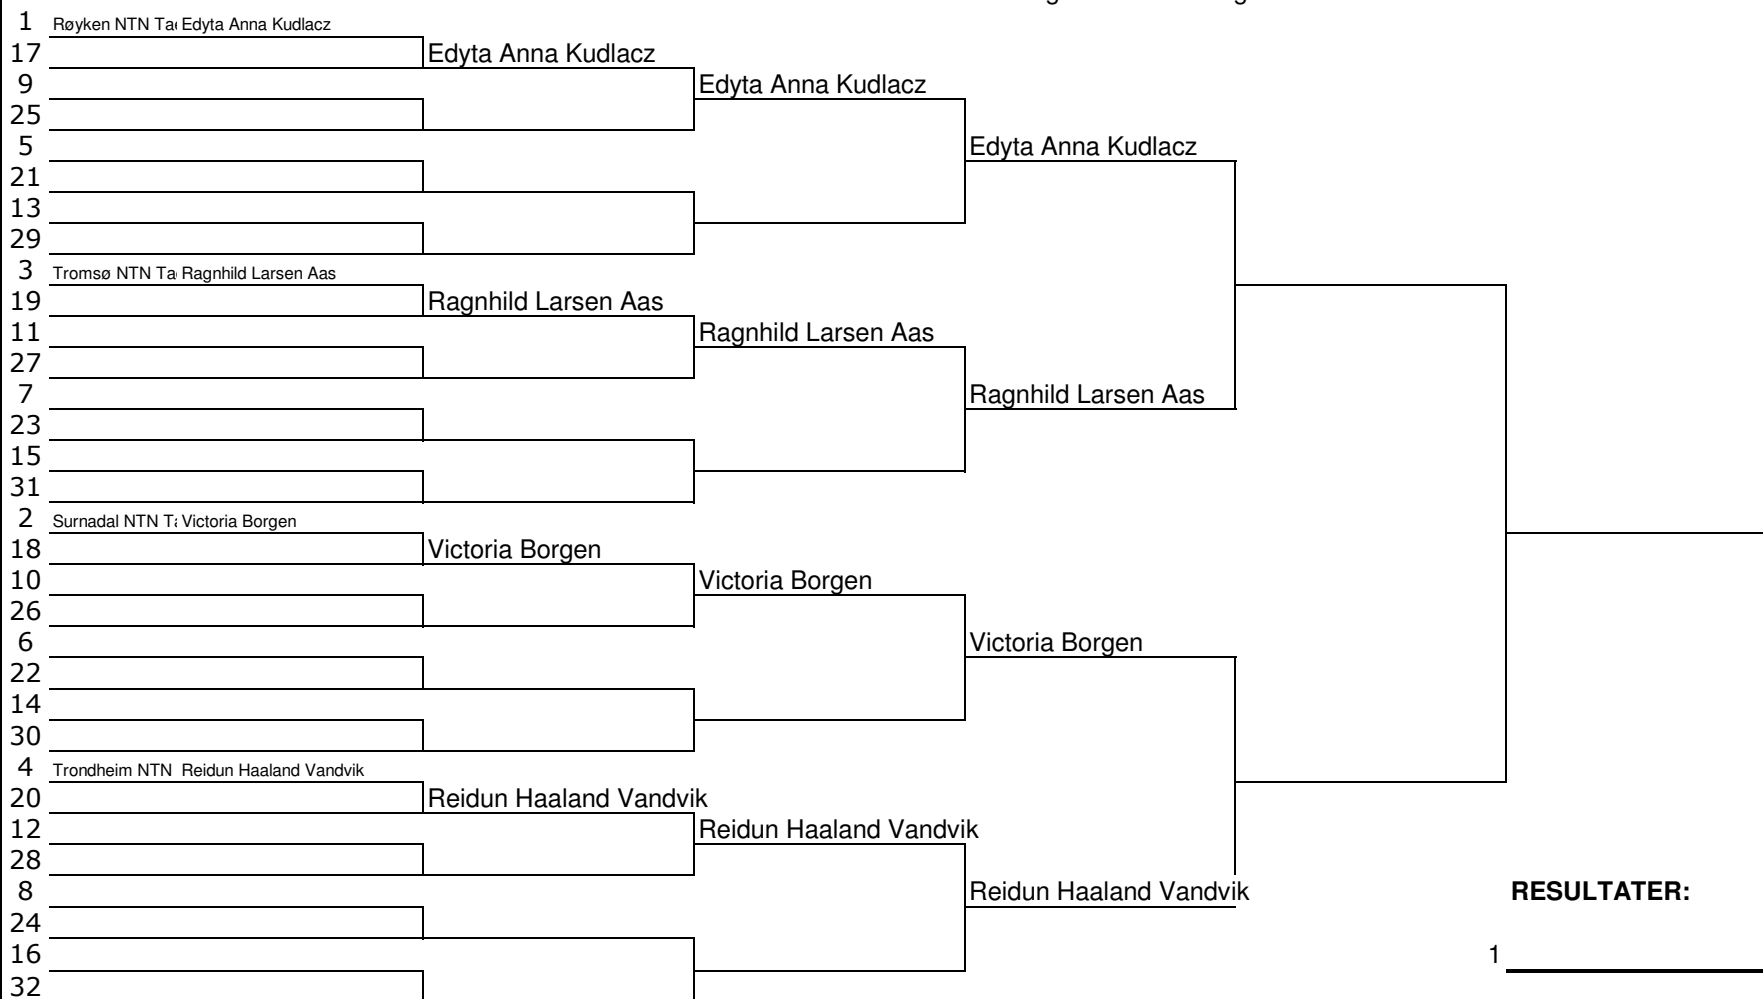 1 Røyken NTN Ta Edyta Anna Kudlacz
17 Edyta Anna Kudlacz
9 Edyta Anna Kudlacz
25
5 Edyta Anna Kudlacz
21
13
29
3 Tromsø NTN Ta Ragnhild Larsen Aas
19 Ragnhild Larsen Aas
11 Ragnhild Larsen Aas
27
7 Ragnhild Larsen Aas
23
15
31
2 Surnadal NTN T Victoria Borgen
18 Victoria Borgen
10 Victoria Borgen
26
6 Victoria Borgen
22
14
30
4 Trondheim NTN Reidun Haaland Vandvik
20 Reidun Haaland Vandvik
12 Reidun Haaland Vandvik
28
8 Reidun Haaland Vandvik RESULTATER:
24
16 1
32